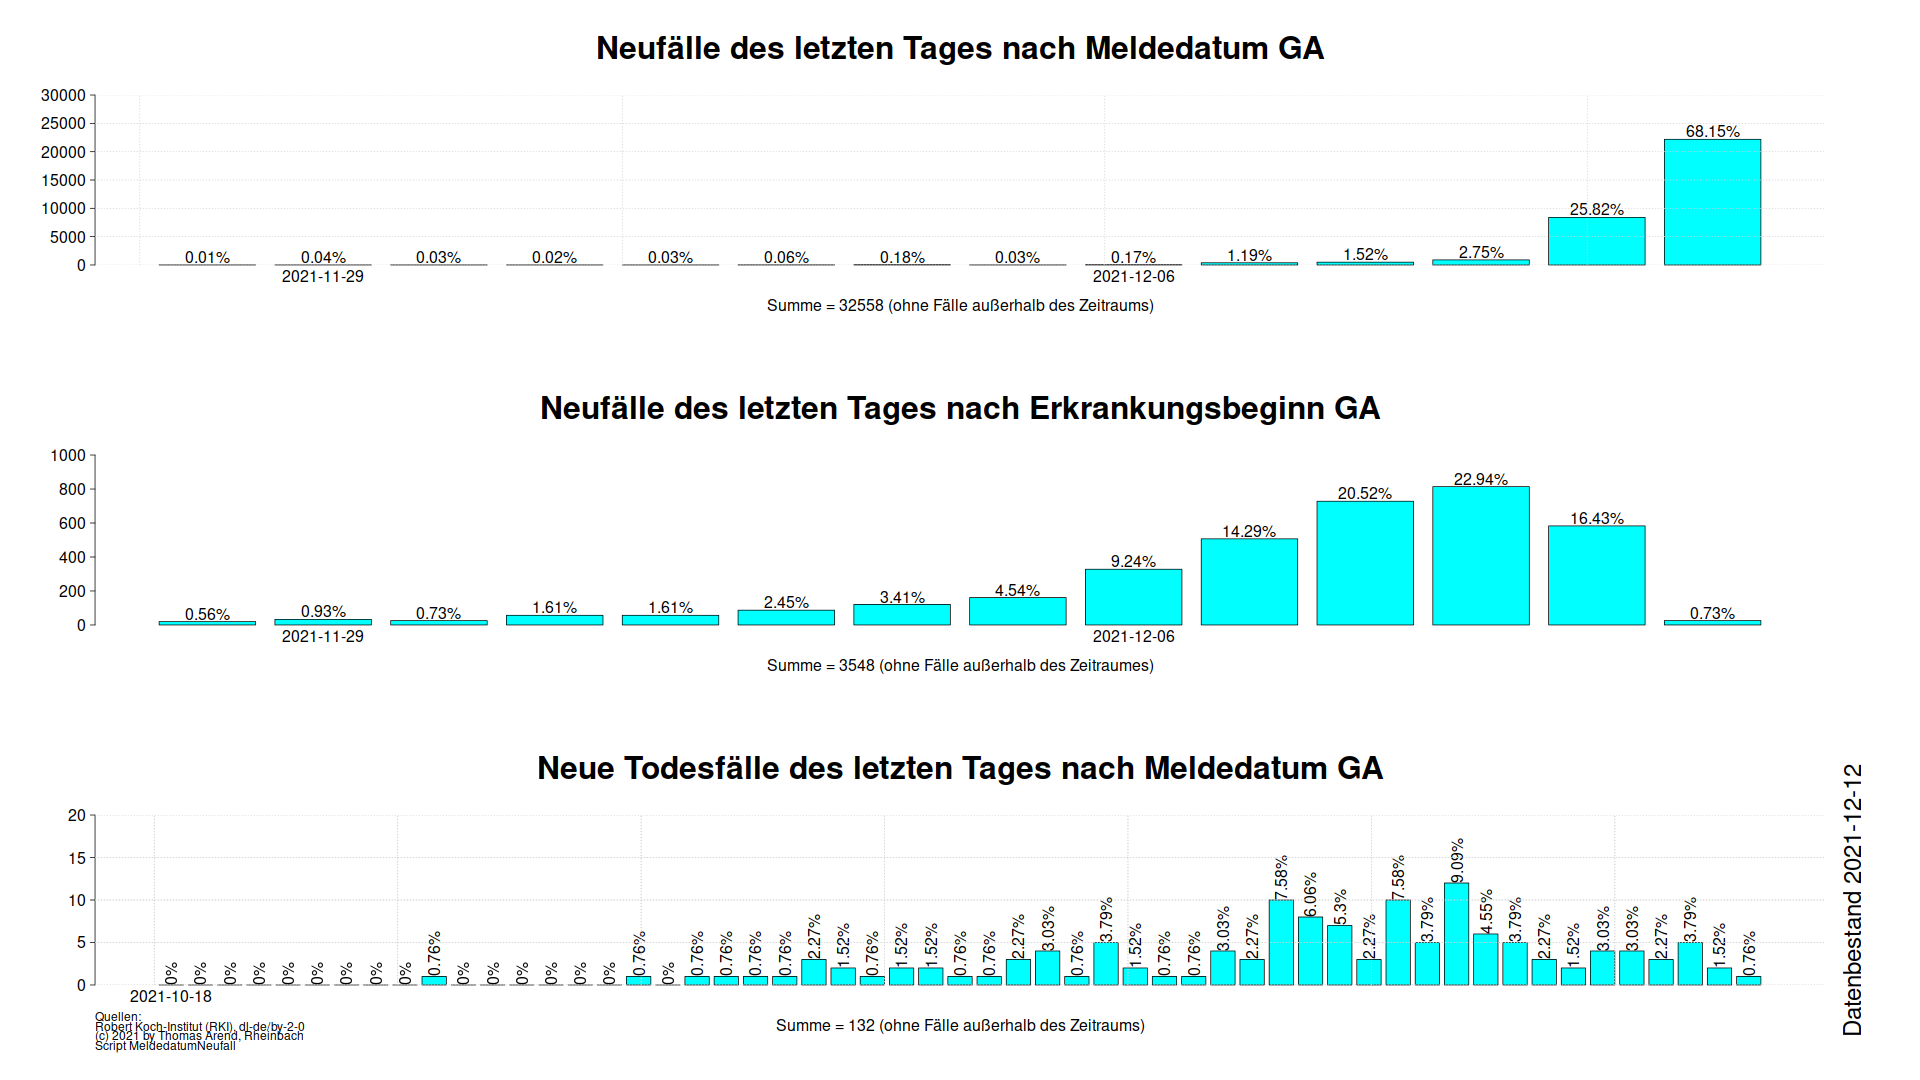 Neufälle des letzten Tages nach Meldedatum GA
30000
25000
20000
15000
10000
5000
0
0.01% 0.04% 0.03% 0.02% 0.03% 0.06% 0.18% 0.03% 0.17% 1.19% 1.52% 2.75% 25.82% 68.15%
2021-11-29 2021-12-06
Summe = 32558 (ohne Fälle außerhalb des Zeitraums)
Neufälle des letzten Tages nach Erkrankungsbeginn GA
1000
800
600
400
200
0
0.56% 0.93% 0.73% 1.61% 1.61% 2.45% 3.41% 4.54% 9.24% 14.29% 20.52% 22.94% 16.43% 0.73%
2021-11-29 2021-12-06
Summe = 3548 (ohne Fälle außerhalb des Zeitraumes)
Neue Todesfälle des letzten Tages nach Meldedatum GA
20
15
10
5
0
0% 0% 0% 0% 0% 0% 0% 0% 0% 0.76% 0% 0% 0% 0% 0% 0% 0.76% 0% 0.76% 0.76% 0.76% 0.76% 2.27% 1.52% 0.76% 1.52% 1.52% 0.76% 0.76% 2.27% 3.03% 0.76% 3.79% 1.52% 0.76% 0.76% 3.03% 2.27% 7.58% 6.06% 5.3% 2.27% 7.58% 3.79% 9.09% 4.55% 3.79% 2.27% 1.52% 3.03% 3.03% 2.27% 3.79% 1.52% 0.76%
2021-10-18
Summe = 132 (ohne Fälle außerhalb des Zeitraums)
Quellen:
Robert Koch-Institut (RKI), dl-de/by-2-0
(c) 2021 by Thomas Arend, Rheinbach
Script MeldedatumNeufall
Datenbestand 2021-12-12